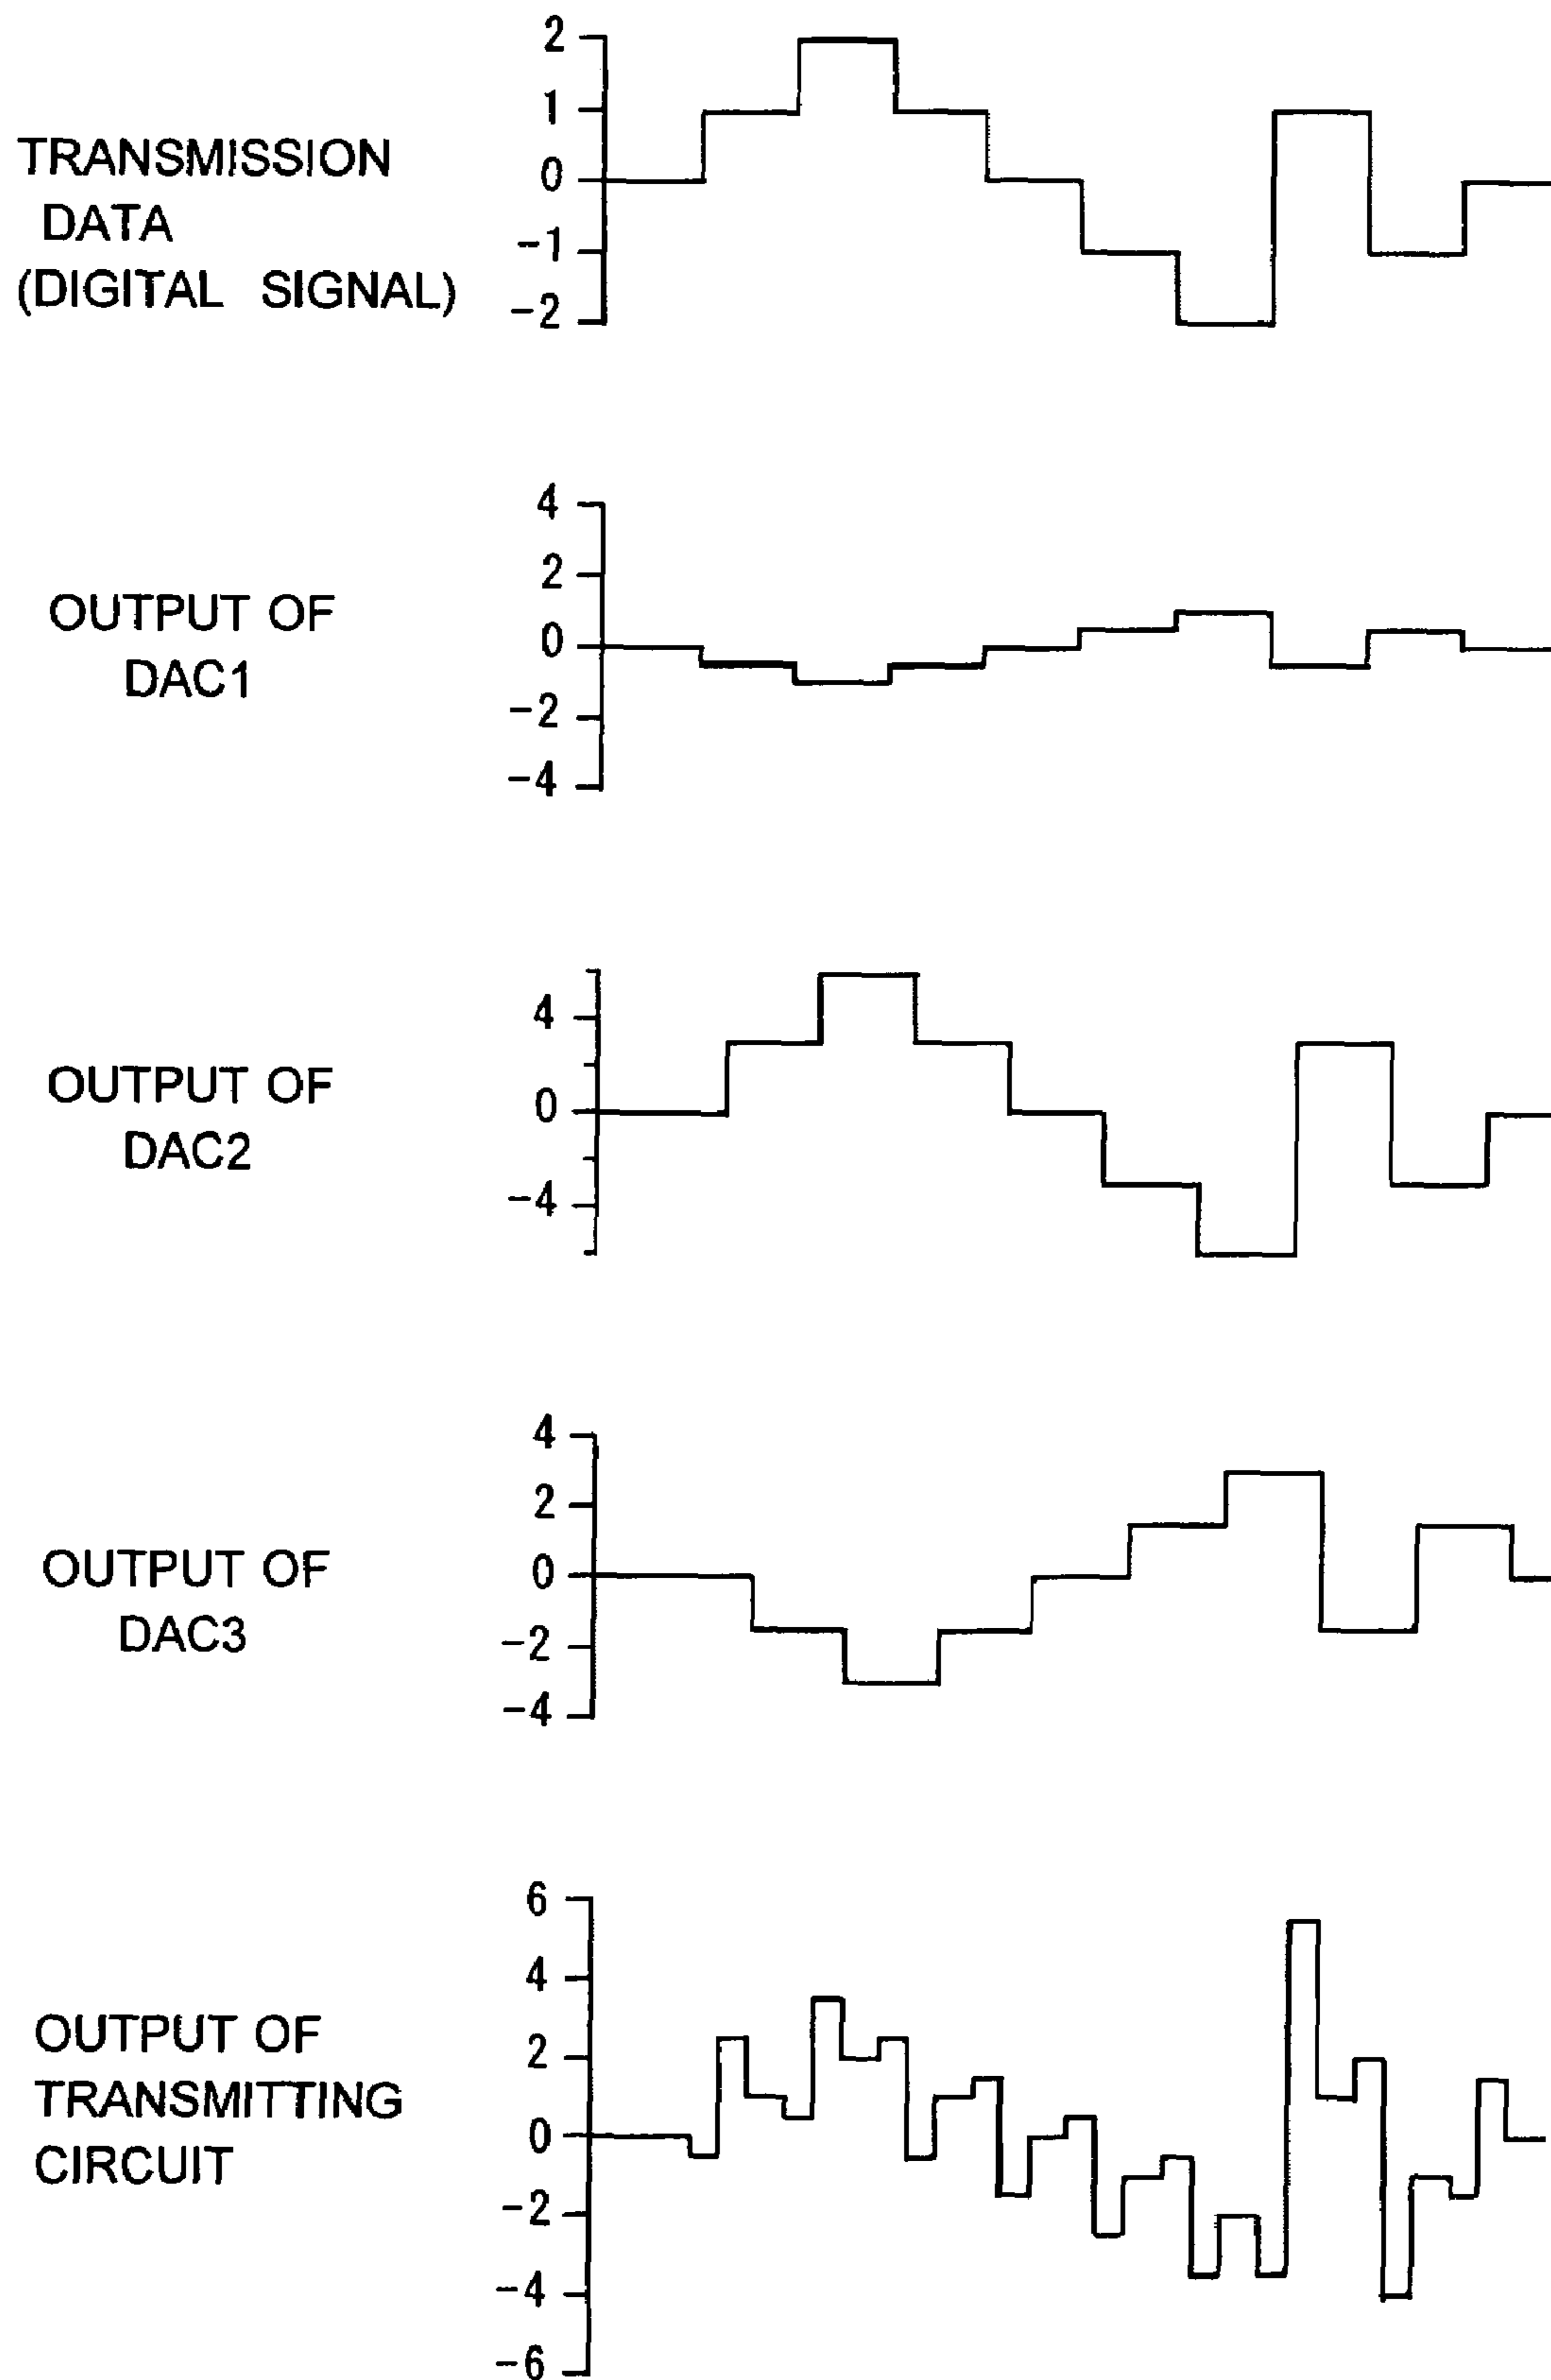 2
1
0
-1
-2
TRANSMISSION
DATA
(DIGITAL SIGNAL)
4
2
0
-2
-4
OUTPUT OF
DAC1
4
0
-4
OUTPUT OF
DAC2
4
2
0
-2
-4
OUTPUT OF
DAC3
6
4
2
0
-2
-4
-6
OUTPUT OF
TRANSMITTING
CIRCUIT